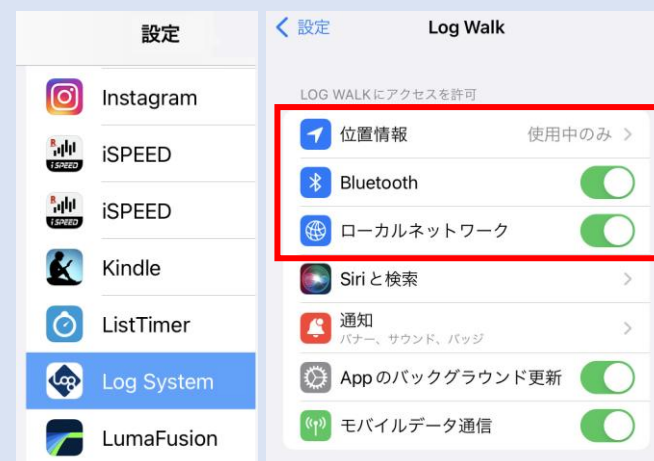 設定
Instagram
iSPEED
iSPEED
Kindle
ListTimer
Log System
LumaFusion
設定
Log Walk
LOG WALKにアクセスを許可
位置情報 使用中のみ
Bluetooth
ローカルネットワーク
Siriと検索
通知
バナー、サウンド、バッジ
Appのバックグラウンド更新
モバイルデータ通信